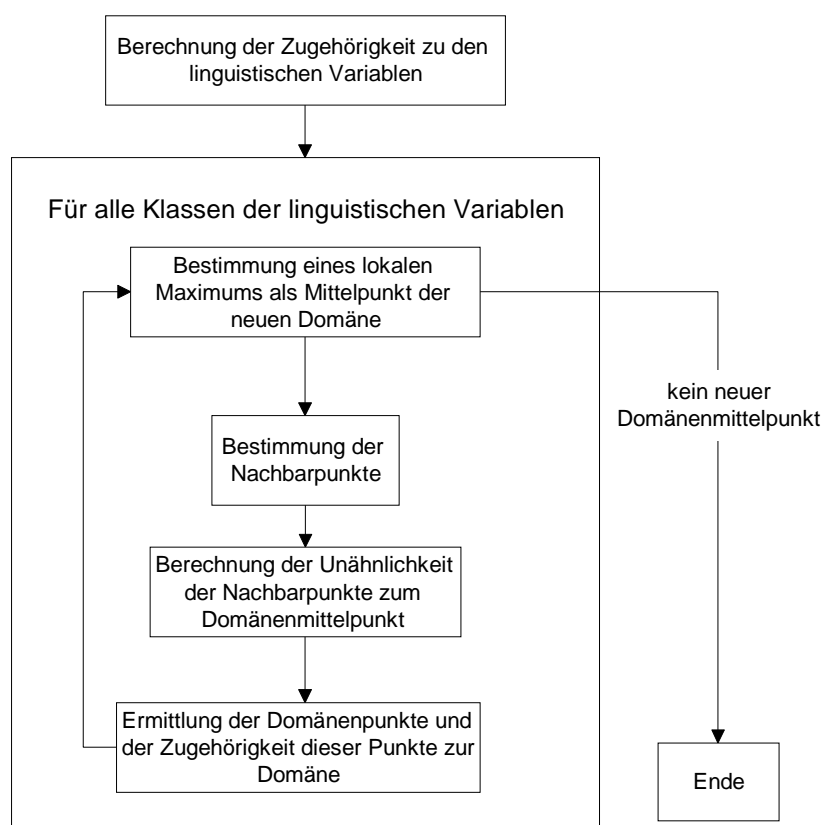 Berechnung der Zugehörigkeit zu den
linguistischen Variablen
Für alle Klassen der linguistischen Variablen
Bestimmung eines lokalen
Maximums als Mittelpunkt der
neuen Domäne
kein neuer
Domänenmittelpunkt
Bestimmung der
Nachbarpunkte
Berechnung der Unähnlichkeit
der Nachbarpunkte zum
Domänenmittelpunkt
Ermittlung der Domänenpunkte und
der Zugehörigkeit dieser Punkte zur
Domäne
Ende